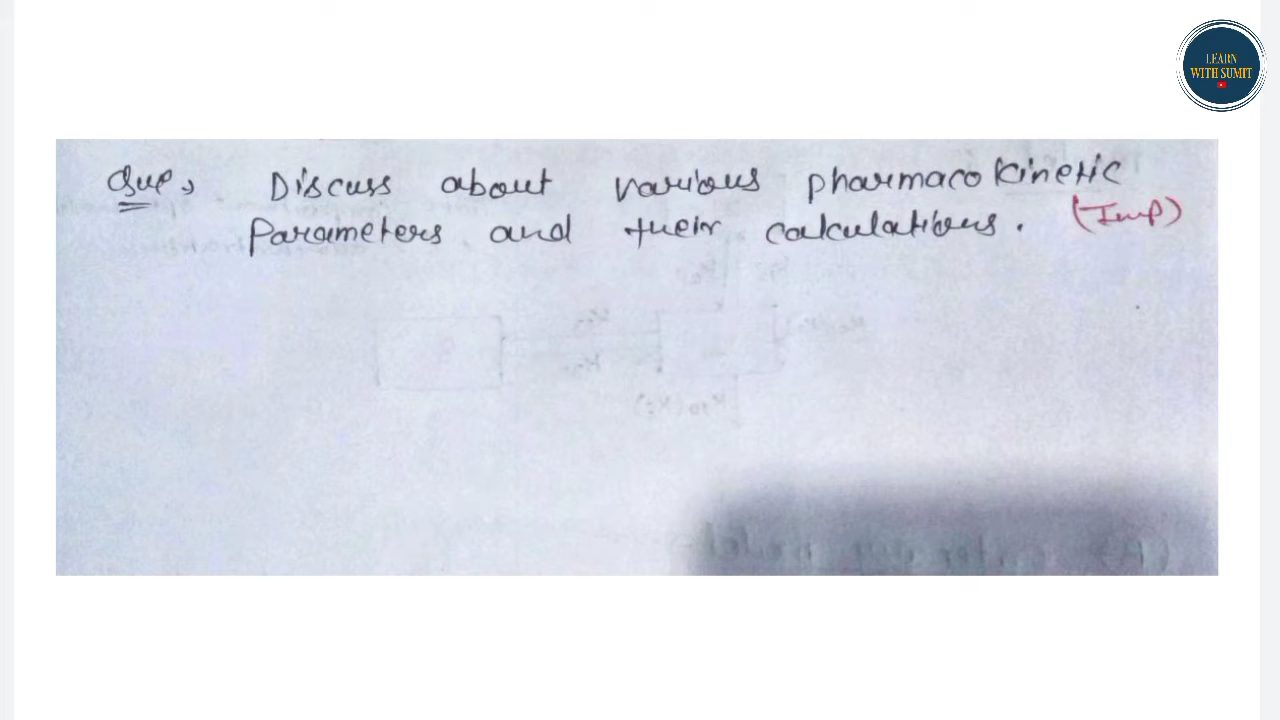 LEARN
WITH SUMIT
Que, Discuss about various pharmacokinetic
Parameters and their calculations. (Imp)